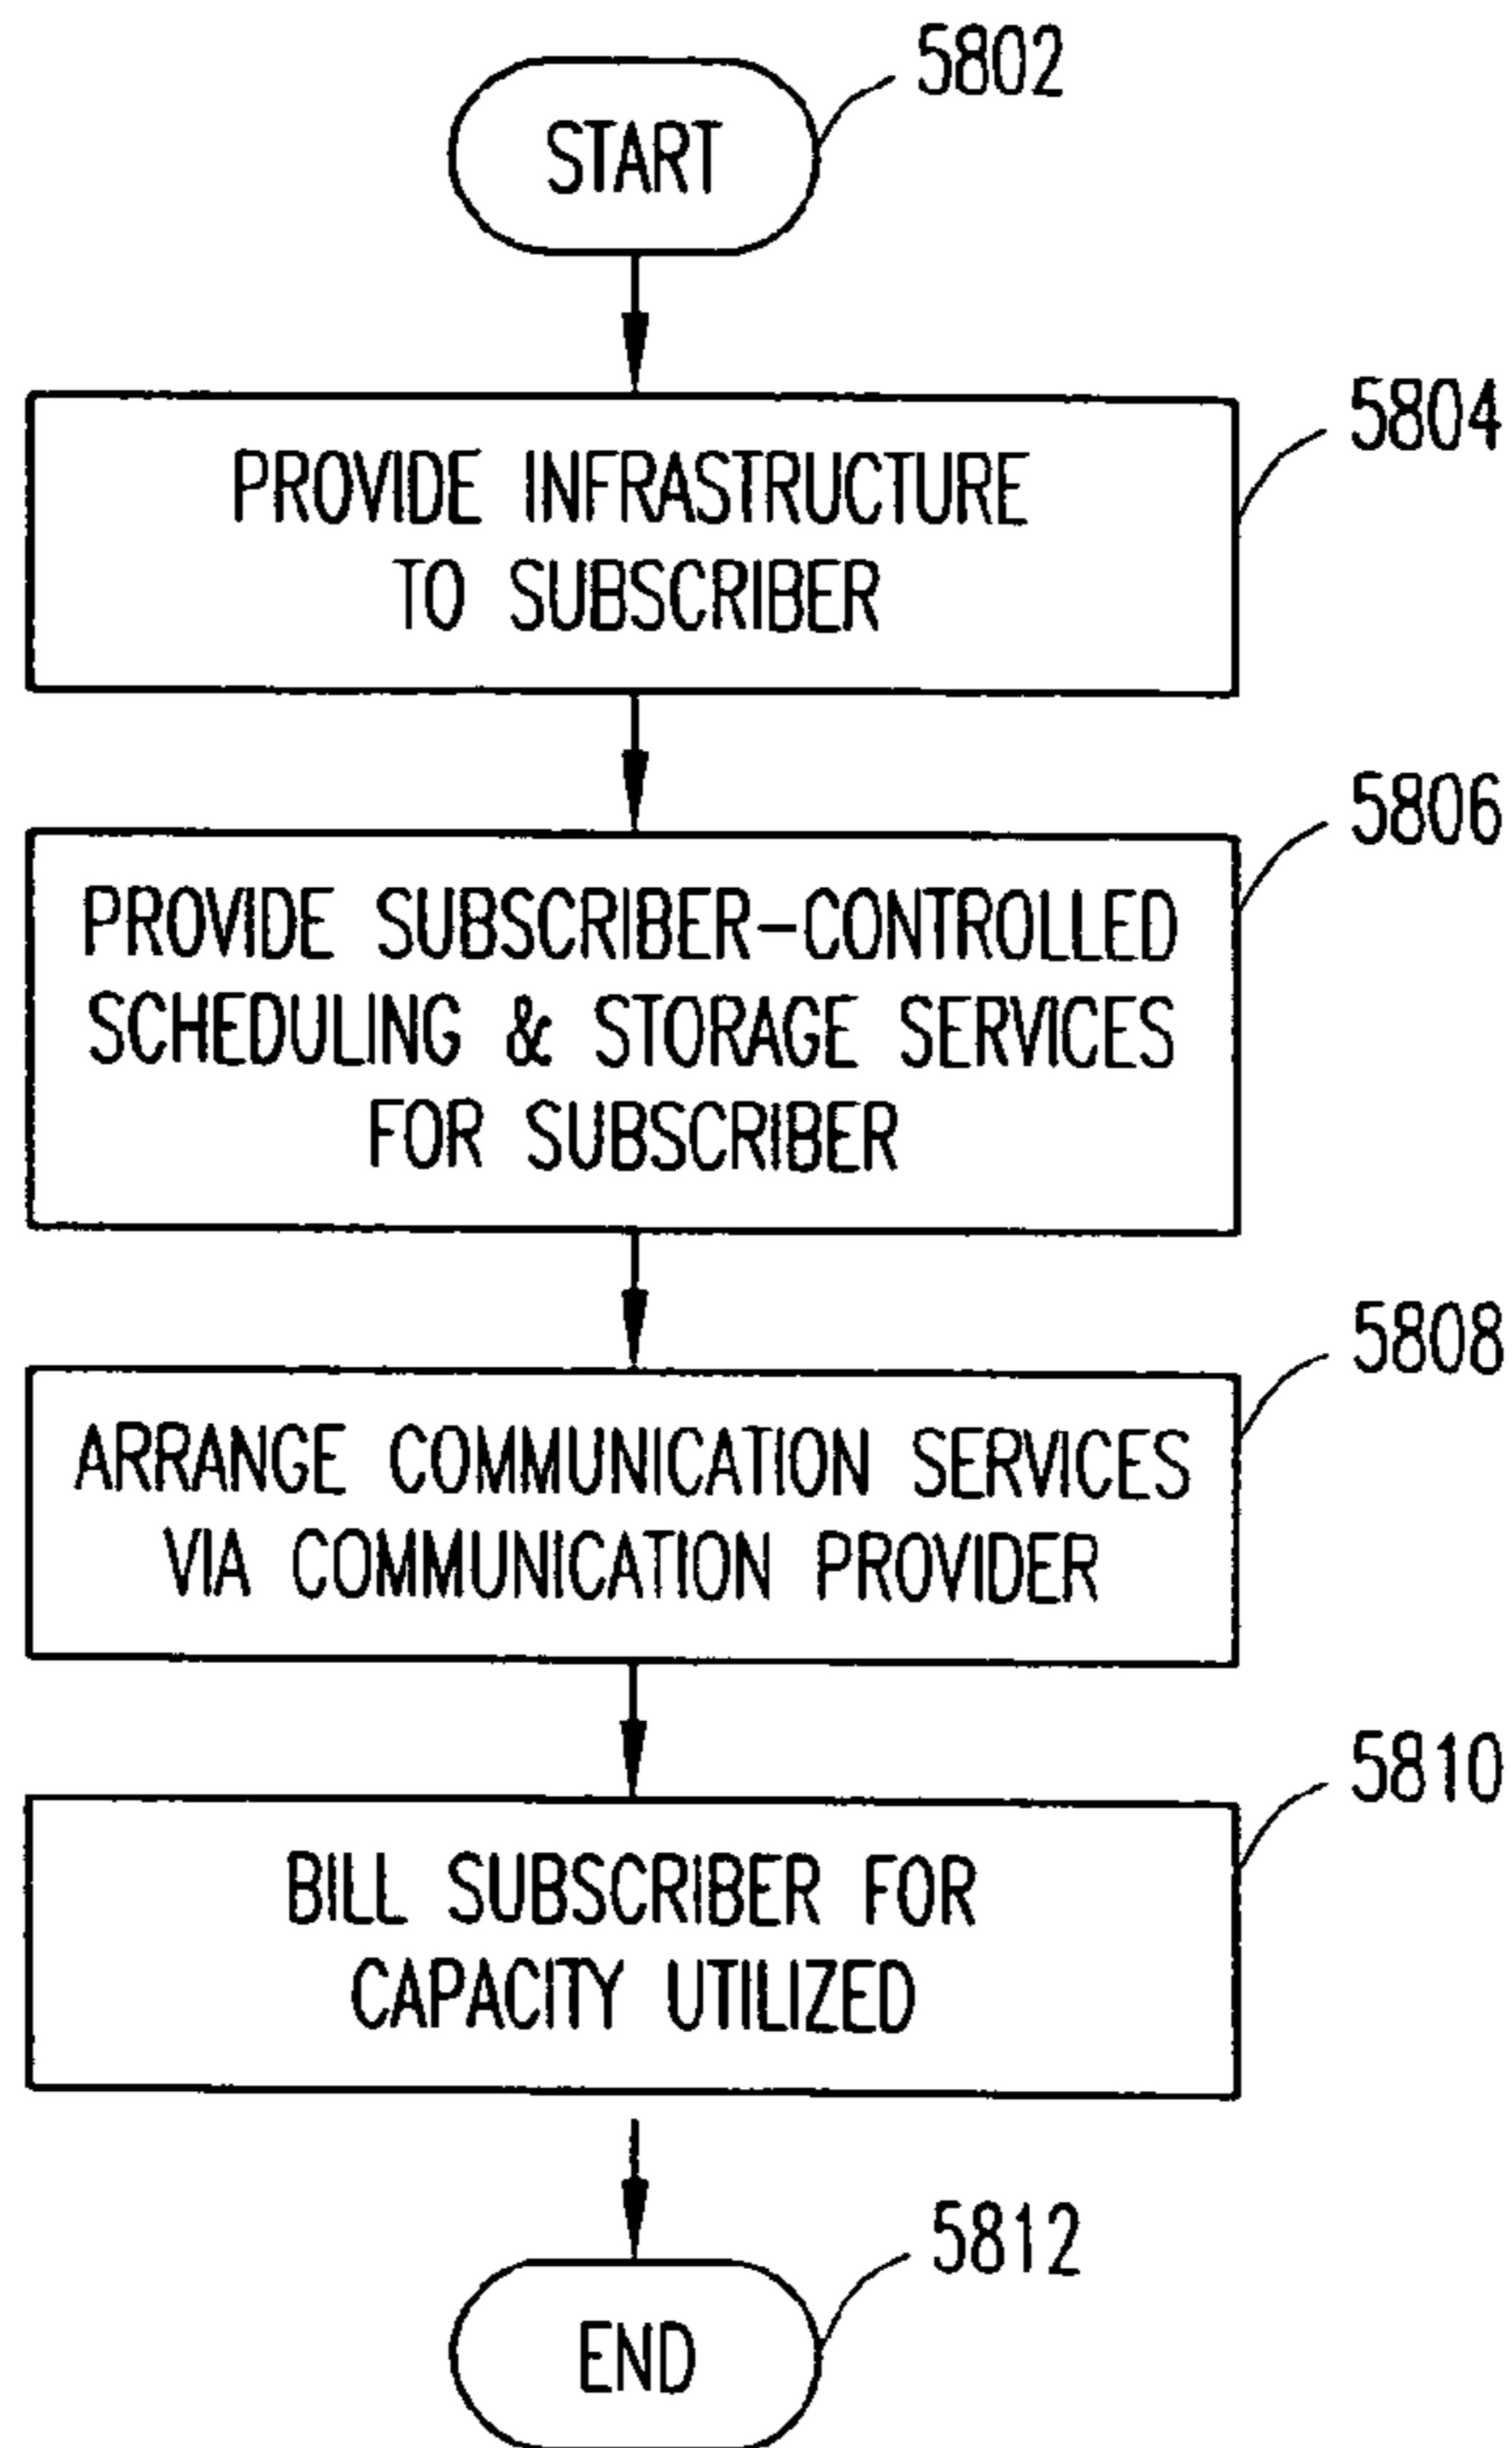 5802
START
5804
PROVIDE INFRASTRUCTURE
TO SUBSCRIBER
5806
PROVIDE SUBSCRIBER-CONTROLLED
SCHEDULING & STORAGE SERVICES
FOR SUBSCRIBER
5808
ARRANGE COMMUNICATION SERVICES
VIA COMMUNICATION PROVIDER
5810
BILL SUBSCRIBER FOR
CAPACITY UTILIZED
5812
END